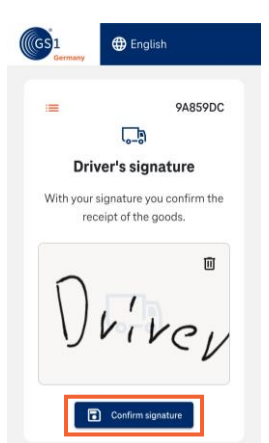 GS1
Germany
English
9A859DC
Driver's signature
With your signature you confirm the
receipt of the goods.
Driver
Confirm signature